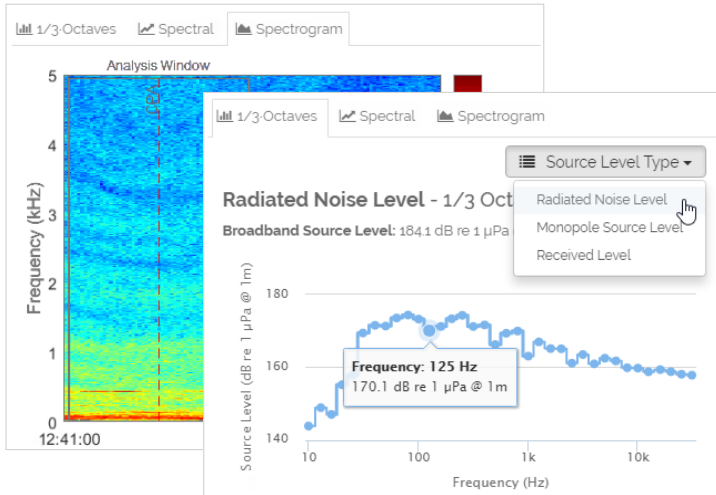 1/3·Octaves Spectral Spectrogram
Analysis Window
CPA
5
4
3
2
1
0
Frequency (kHz)
12:41:00
1/3·Octaves Spectral Spectrogram
Source Level Type
Radiated Noise Level
Monopole Source Level
Received Level
Radiated Noise Level - 1/3 Oct
Broadband Source Level: 184.1 dB re 1 µPa
Source Level (dB re 1 µPa @ 1m)
180
160
140
Frequency: 125 Hz
170.1 dB re 1 µPa @ 1m
10 100 1k 10k
Frequency (Hz)